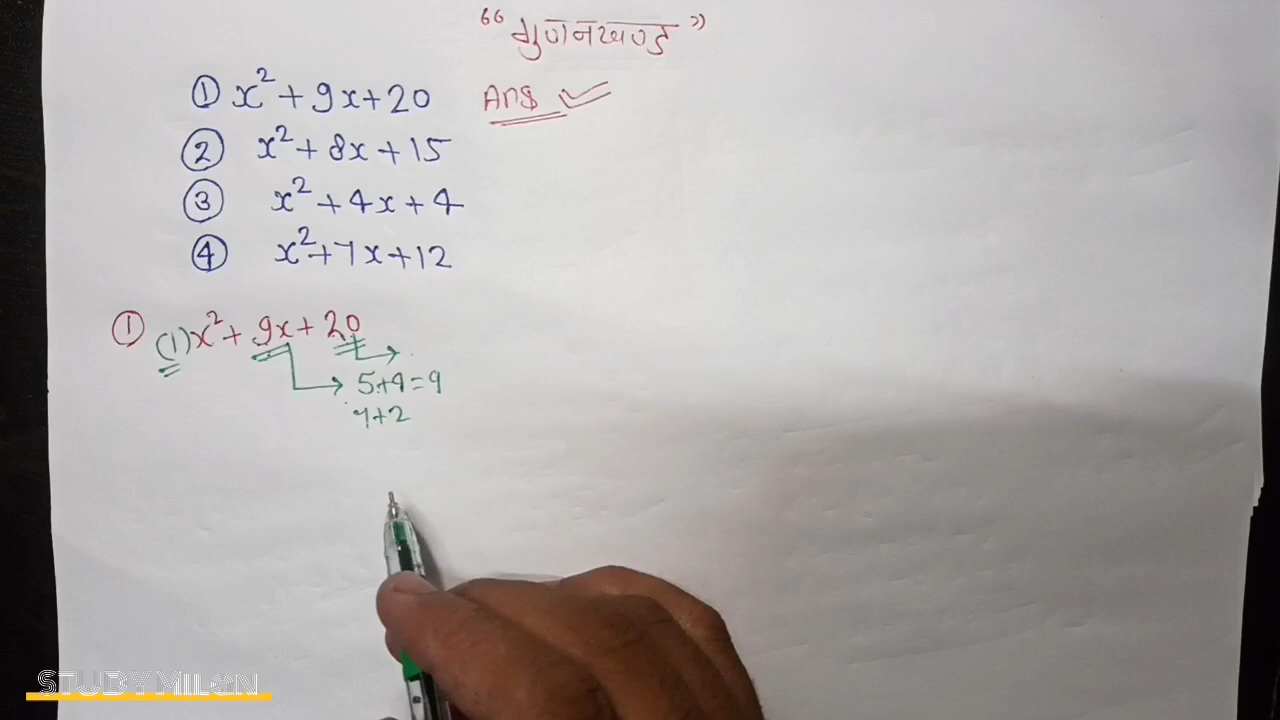 “गुणनखण्ड”
① x² + 9x + 20 Ans ✓
② x² + 8x + 15
③ x² + 4x + 4
④ x² + 7x + 12
① (1)x² + 9x + 20
5+4=9
7+2
STUDY MILAN